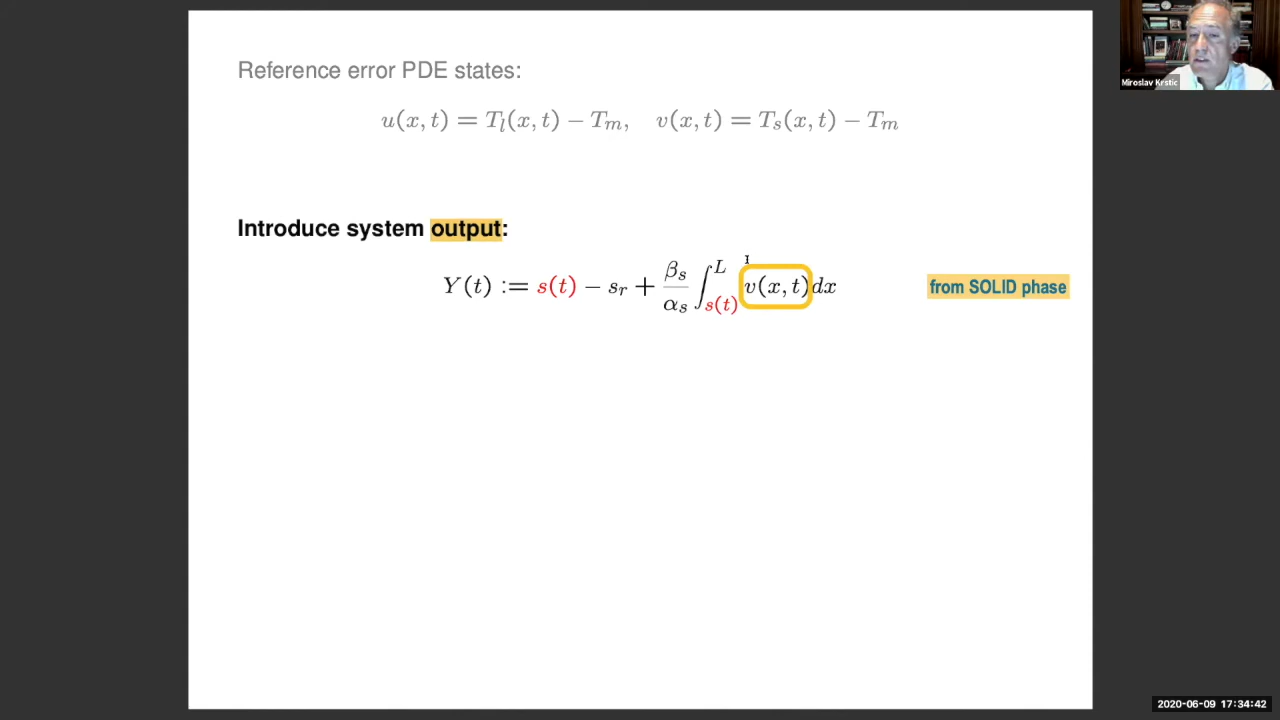 Reference error PDE states:
u(x, t) = T_l(x, t) − T_m,   v(x, t) = T_s(x, t) − T_m
Introduce system output:
Y(t) := s(t) − s_r + β_s/α_s ∫_{s(t)}^{L} v(x, t)dx
from SOLID phase
Miroslav Krstic
2020-06-09 17:34:42